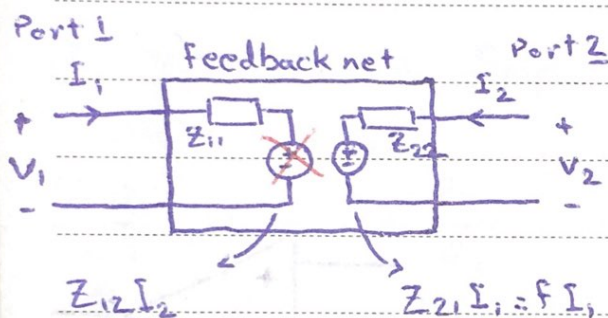 Port 1
feedback net
Port 2
I₁
I₂
+
Z₁₁
Z₂₂
+
V₁
+
-
+
-
V₂
-
-
Z₁₂ I₂
Z₂₁ I₁ = f I₁